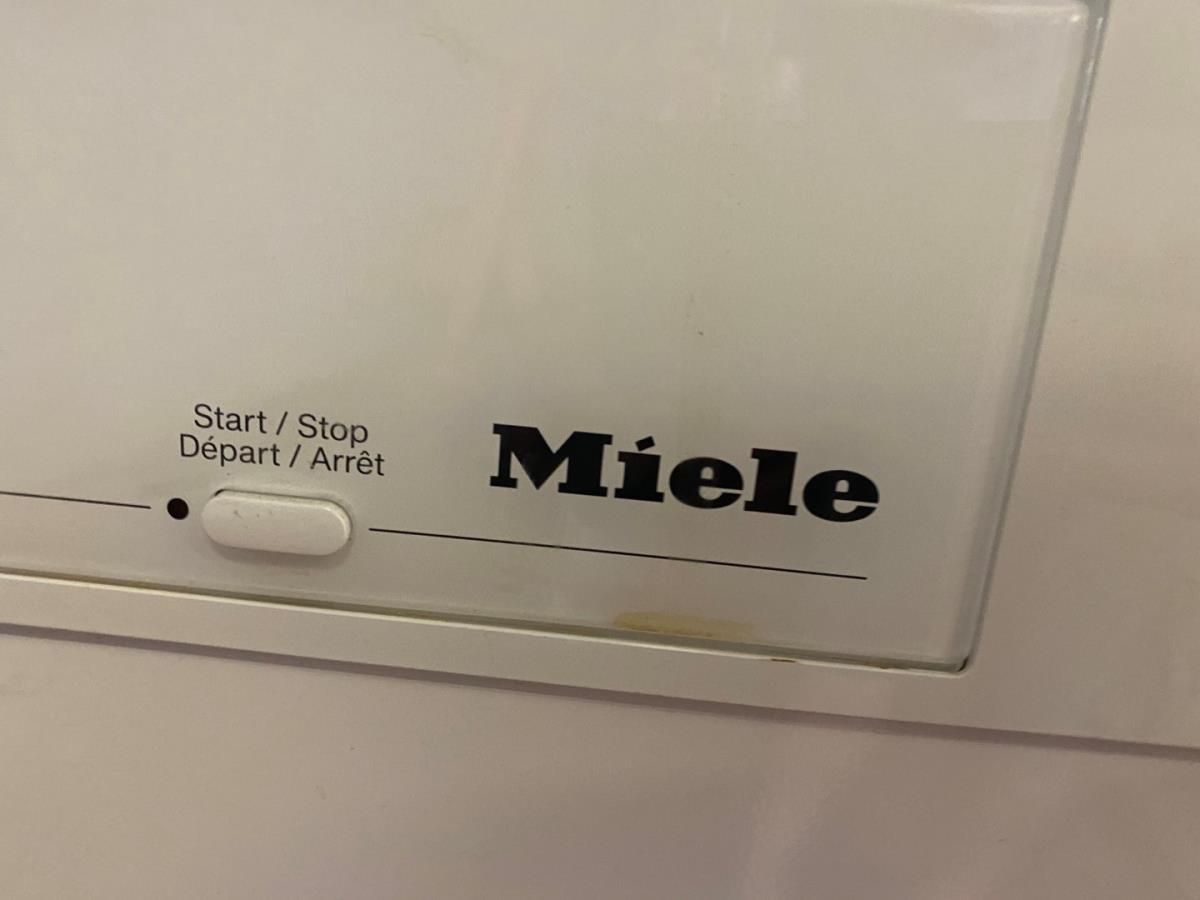 Start / Stop
Départ / Arrêt
Miele